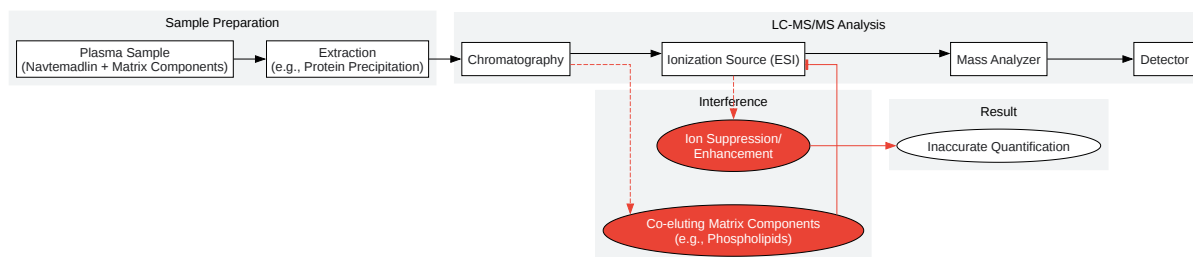 Sample Preparation
Plasma Sample
(Navtemadlin + Matrix Components)
Extraction
(e.g., Protein Precipitation)
LC-MS/MS Analysis
Chromatography
Ionization Source (ESI)
Mass Analyzer
Detector
Interference
Ion Suppression/
Enhancement
Co-eluting Matrix Components
(e.g., Phospholipids)
Result
Inaccurate Quantification